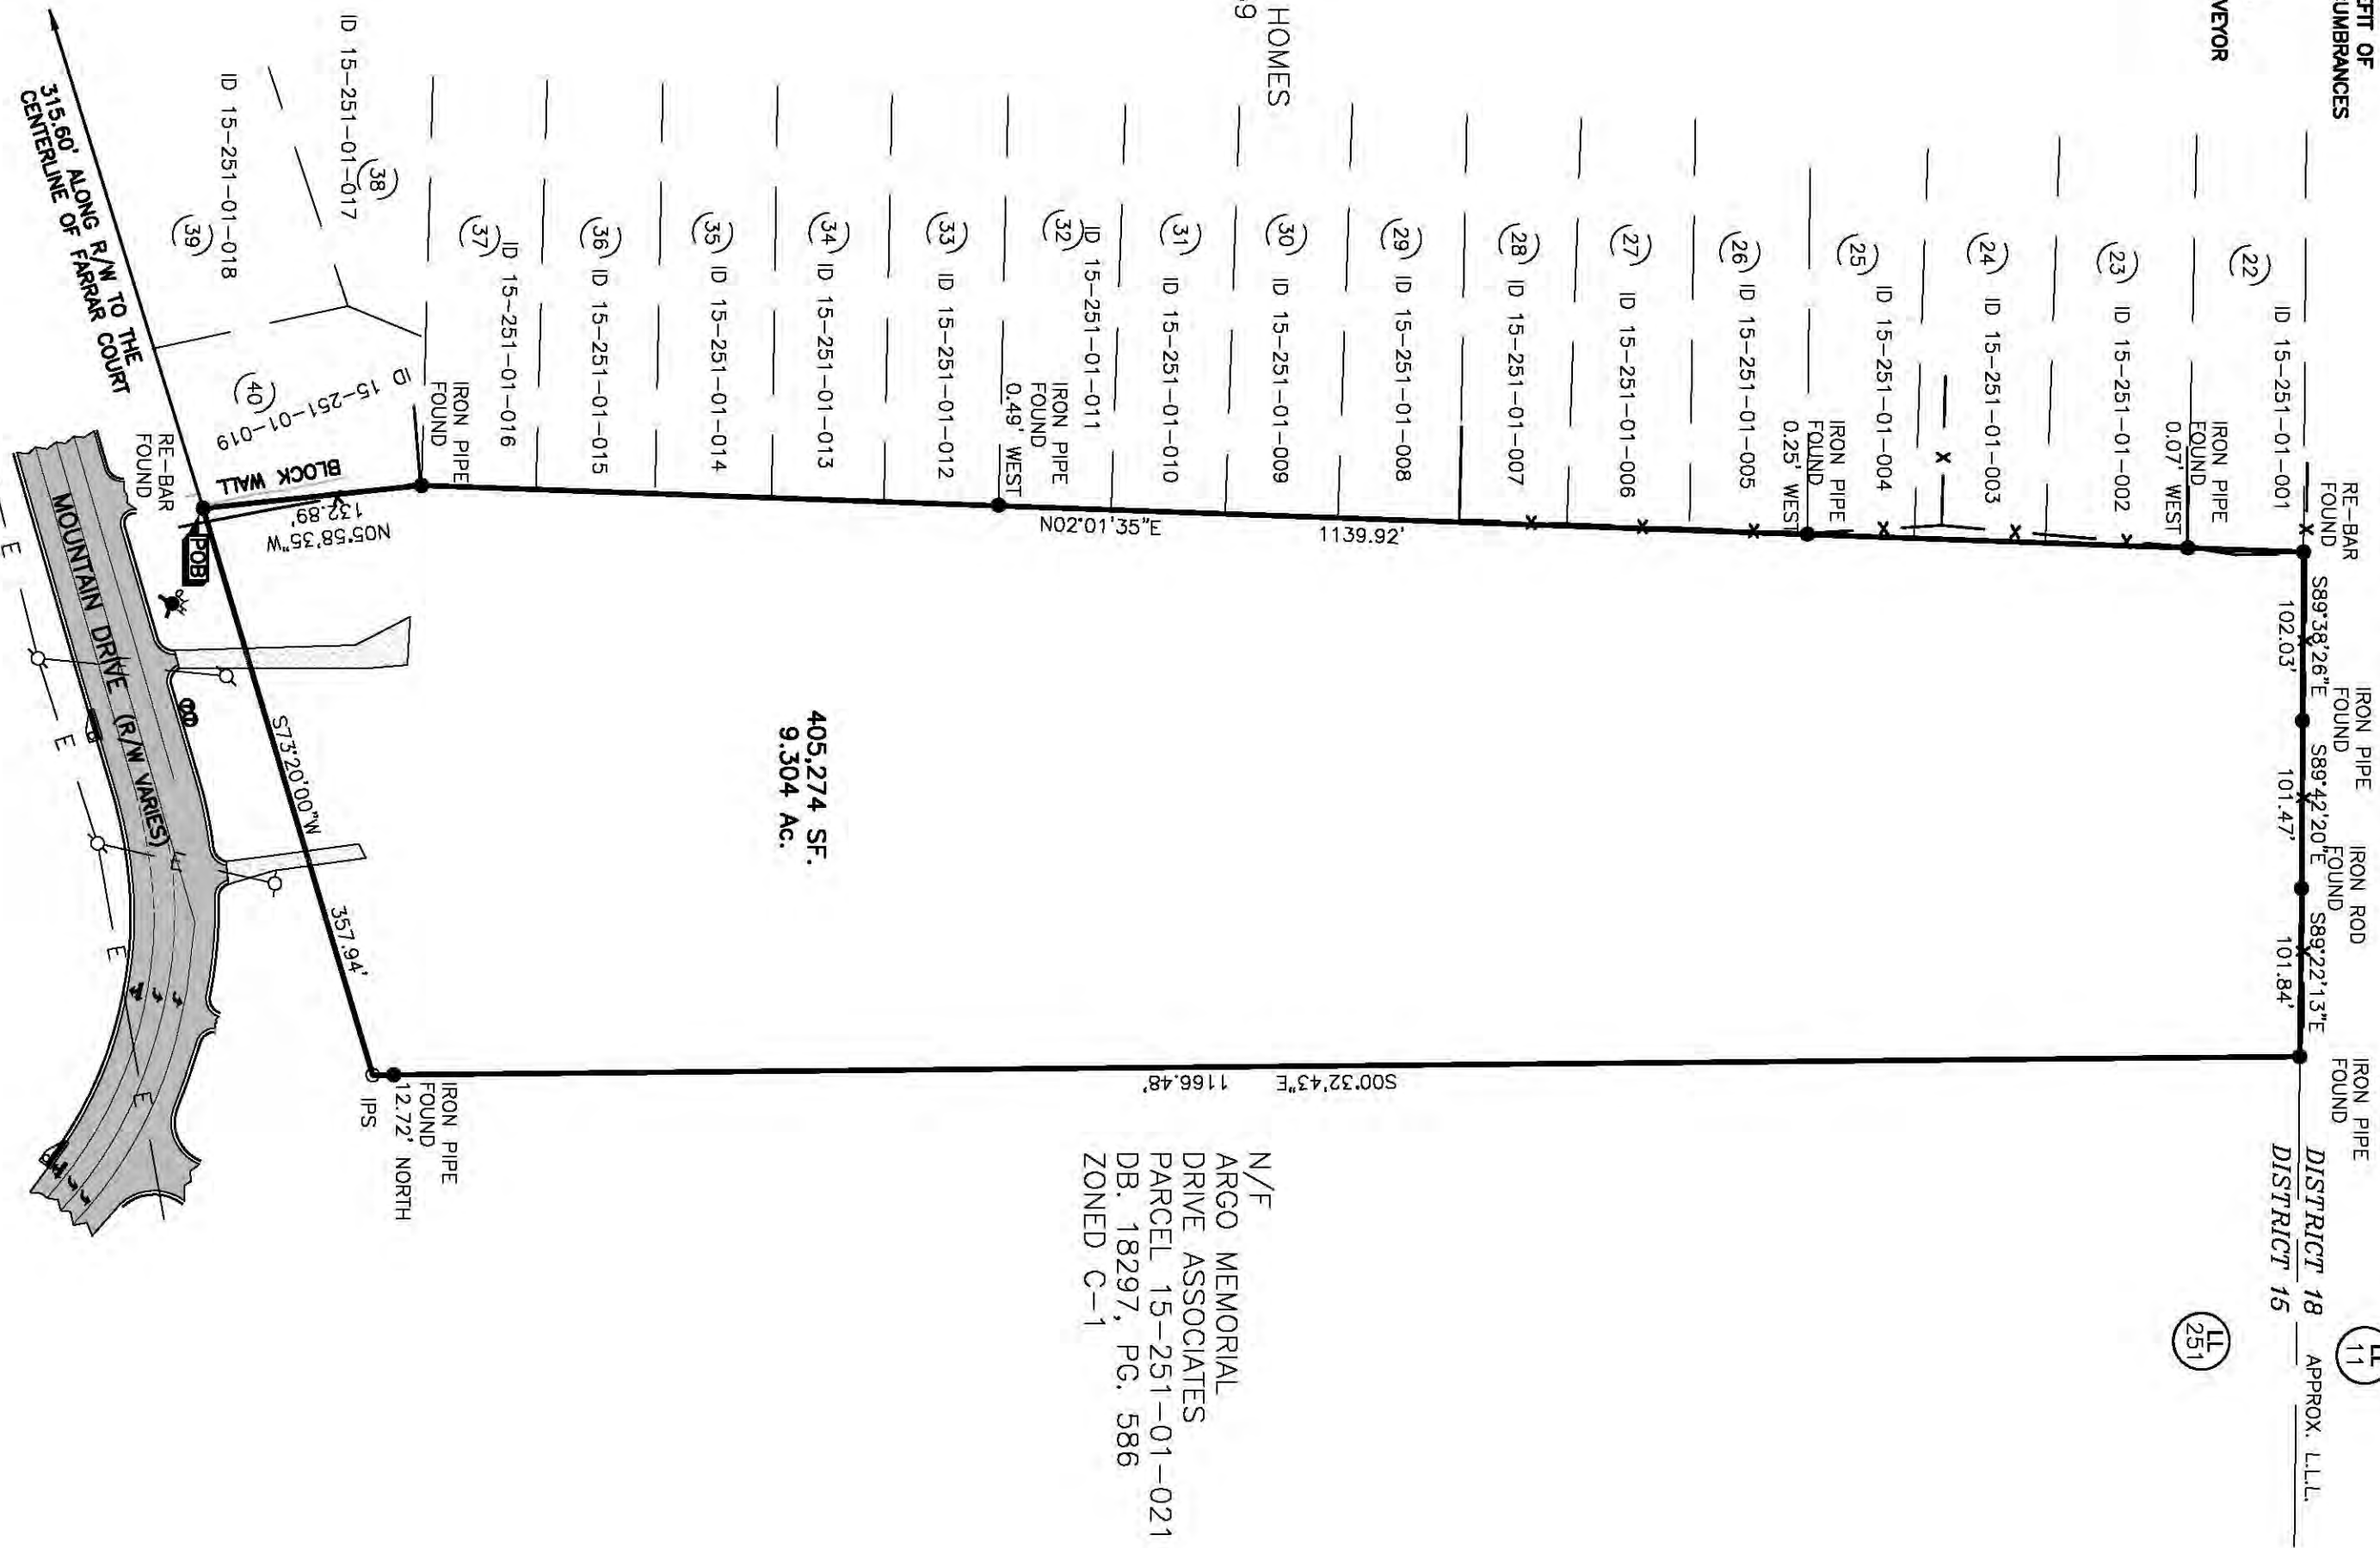 EFIT OF
UMBRANCES
VEYOR
HOMES
9
RE-BAR
FOUND
S89°38'26"E
102.03'
IRON PIPE
FOUND
S89°42'20"E
101.47'
IRON ROD
FOUND
S89°22'13"E
101.84'
IRON PIPE
FOUND
DISTRICT 18
DISTRICT 15
APPROX. L.L.L.
LL
11
LL
251
(22)
ID 15-251-01-001
IRON PIPE
FOUND
0.07' WEST
(23) ID 15-251-01-002
(24) ID 15-251-01-003
(25) ID 15-251-01-004
IRON PIPE
FOUND
0.25' WEST
(26) ID 15-251-01-005
(27) ID 15-251-01-006
(28) ID 15-251-01-007
(29) ID 15-251-01-008
(30) ID 15-251-01-009
(31) ID 15-251-01-010
(32) ID 15-251-01-011
IRON PIPE
FOUND
0.49' WEST
(33) ID 15-251-01-012
(34) ID 15-251-01-013
(35) ID 15-251-01-014
(36) ID 15-251-01-015
(37) ID 15-251-01-016
IRON PIPE
FOUND
(38)
ID 15-251-01-017
ID 15-251-01-018
(39)
(40)
ID 15-251-01-019
N02°01'35"E
1139.92'
BLOCK WALL
N05°58'35"W
132.89'
RE-BAR
FOUND
POB
315.60' ALONG R/W TO THE
CENTERLINE OF FARRAR COURT
MOUNTAIN DRIVE (R/W VARIES)
E
E
E
E
E
E
E
S73°20'00"W
357.94'
405,274 SF.
9.304 Ac.
S00°32'43"E
1166.48'
IRON PIPE
FOUND
12.72' NORTH
IPS
N/F
ARGO MEMORIAL
DRIVE ASSOCIATES
PARCEL 15-251-01-021
DB. 18297, PG. 586
ZONED C-1